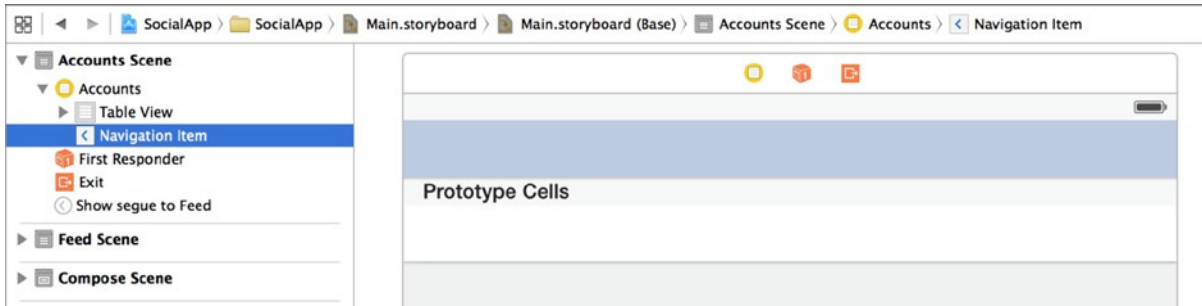 SocialApp SocialApp Main.storyboard Main.storyboard (Base) Accounts Scene Accounts Navigation Item
Accounts Scene
Accounts
Table View
Navigation Item
First Responder
Exit
Show segue to Feed
Feed Scene
Compose Scene
Prototype Cells